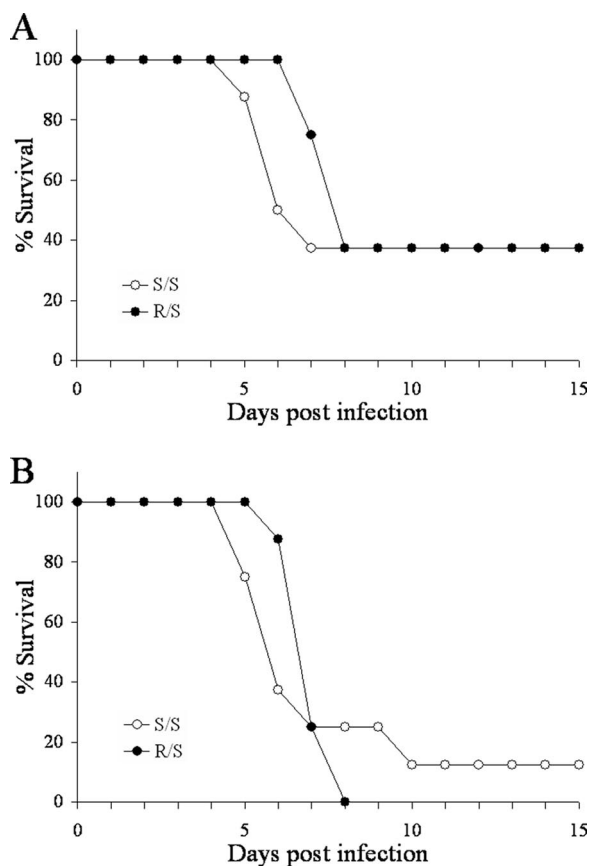 A
100
80
60
40
20
0
% Survival
S/S
R/S
0 5 10 15
Days post infection
B
100
80
60
40
20
0
% Survival
S/S
R/S
0 5 10 15
Days post infection